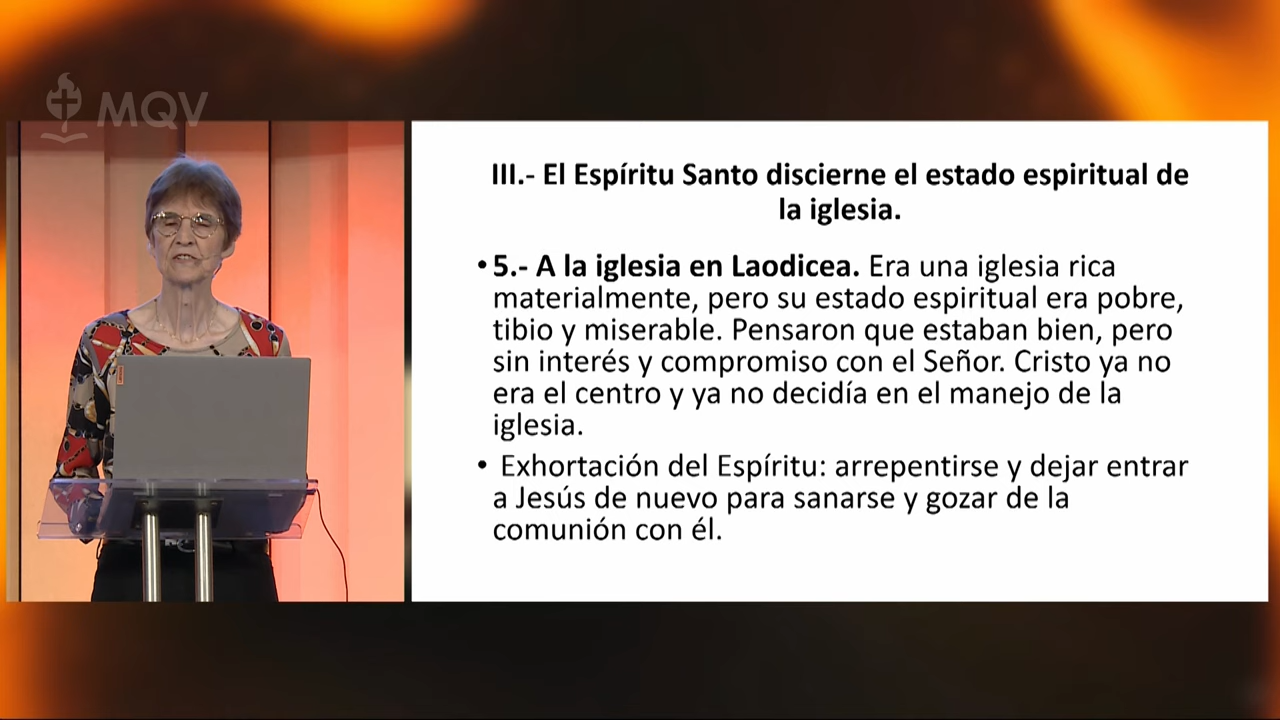 MQV
III.- El Espíritu Santo discierne el estado espiritual de
la iglesia.
•5.- A la iglesia en Laodicea. Era una iglesia rica
materialmente, pero su estado espiritual era pobre,
tibio y miserable. Pensaron que estaban bien, pero
sin interés y compromiso con el Señor. Cristo ya no
era el centro y ya no decidía en el manejo de la
iglesia.
• Exhortación del Espíritu: arrepentirse y dejar entrar
a Jesús de nuevo para sanarse y gozar de la
comunión con él.